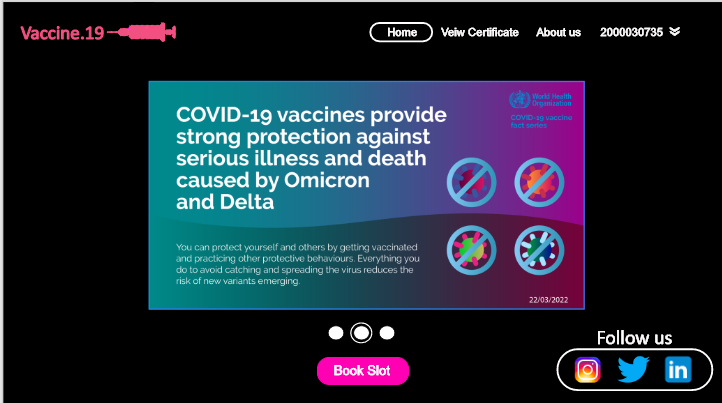 Vaccine.19
Home
Veiw Certificate
About us
2000030735
World Health
Organization
COVID-19 vaccine
fact series
COVID-19 vaccines provide
strong protection against
serious illness and death
caused by Omicron
and Delta
You can protect yourself and others by getting vaccinated
and practicing other protective behaviours. Everything you
do to avoid catching and spreading the virus reduces the
risk of new variants emerging.
22/03/2022
Book Slot
Follow us
in